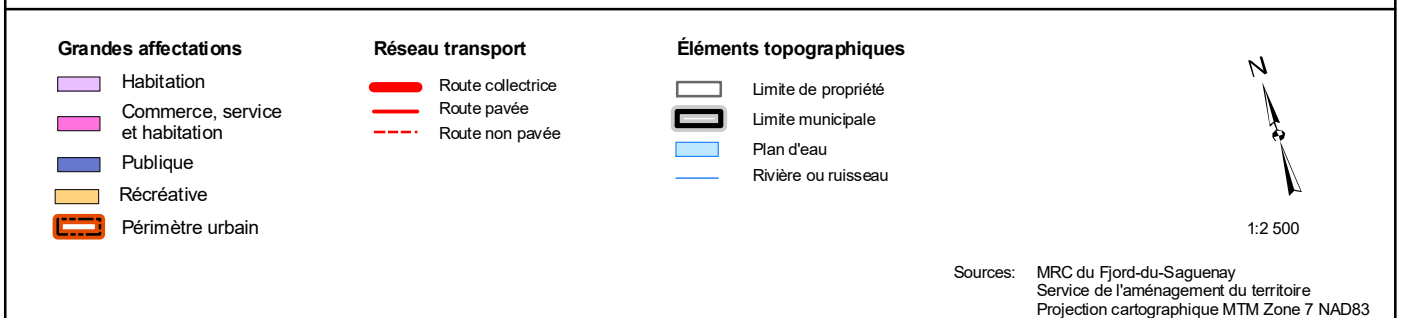 Grandes affectations
Habitation
Commerce, service
et habitation
Publique
Récréative
Périmètre urbain
Réseau transport
Route collectrice
Route pavée
Route non pavée
Éléments topographiques
Limite de propriété
Limite municipale
Plan d'eau
Rivière ou ruisseau
N
1:2 500
Sources: MRC du Fjord-du-Saguenay
Service de l'aménagement du territoire
Projection cartographique MTM Zone 7 NAD83